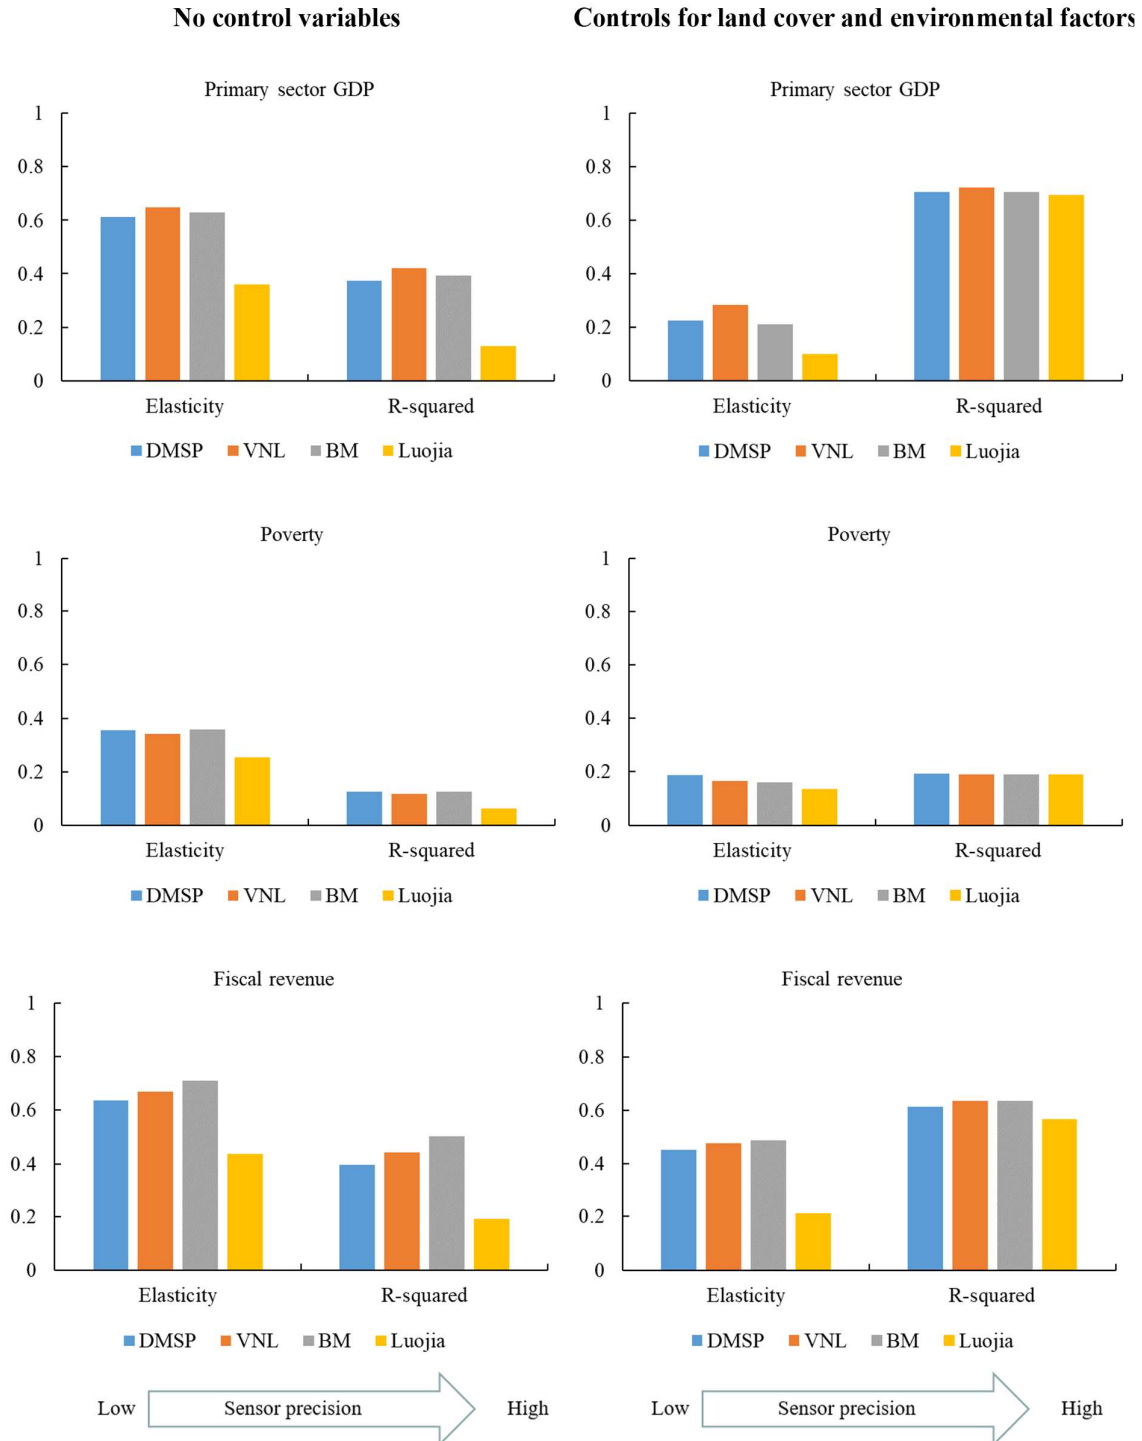 No control variables
Controls for land cover and environmental factors
Primary sector GDP
1
0.8
0.6
0.4
0.2
0
Elasticity R-squared
DMSP VNL BM Luojia
Primary sector GDP
1
0.8
0.6
0.4
0.2
0
Elasticity R-squared
DMSP VNL BM Luojia
Poverty
1
0.8
0.6
0.4
0.2
0
Elasticity R-squared
DMSP VNL BM Luojia
Poverty
1
0.8
0.6
0.4
0.2
0
Elasticity R-squared
DMSP VNL BM Luojia
Fiscal revenue
1
0.8
0.6
0.4
0.2
0
Elasticity R-squared
DMSP VNL BM Luojia
Fiscal revenue
1
0.8
0.6
0.4
0.2
0
Elasticity R-squared
DMSP VNL BM Luojia
Low Sensor precision High
Low Sensor precision High